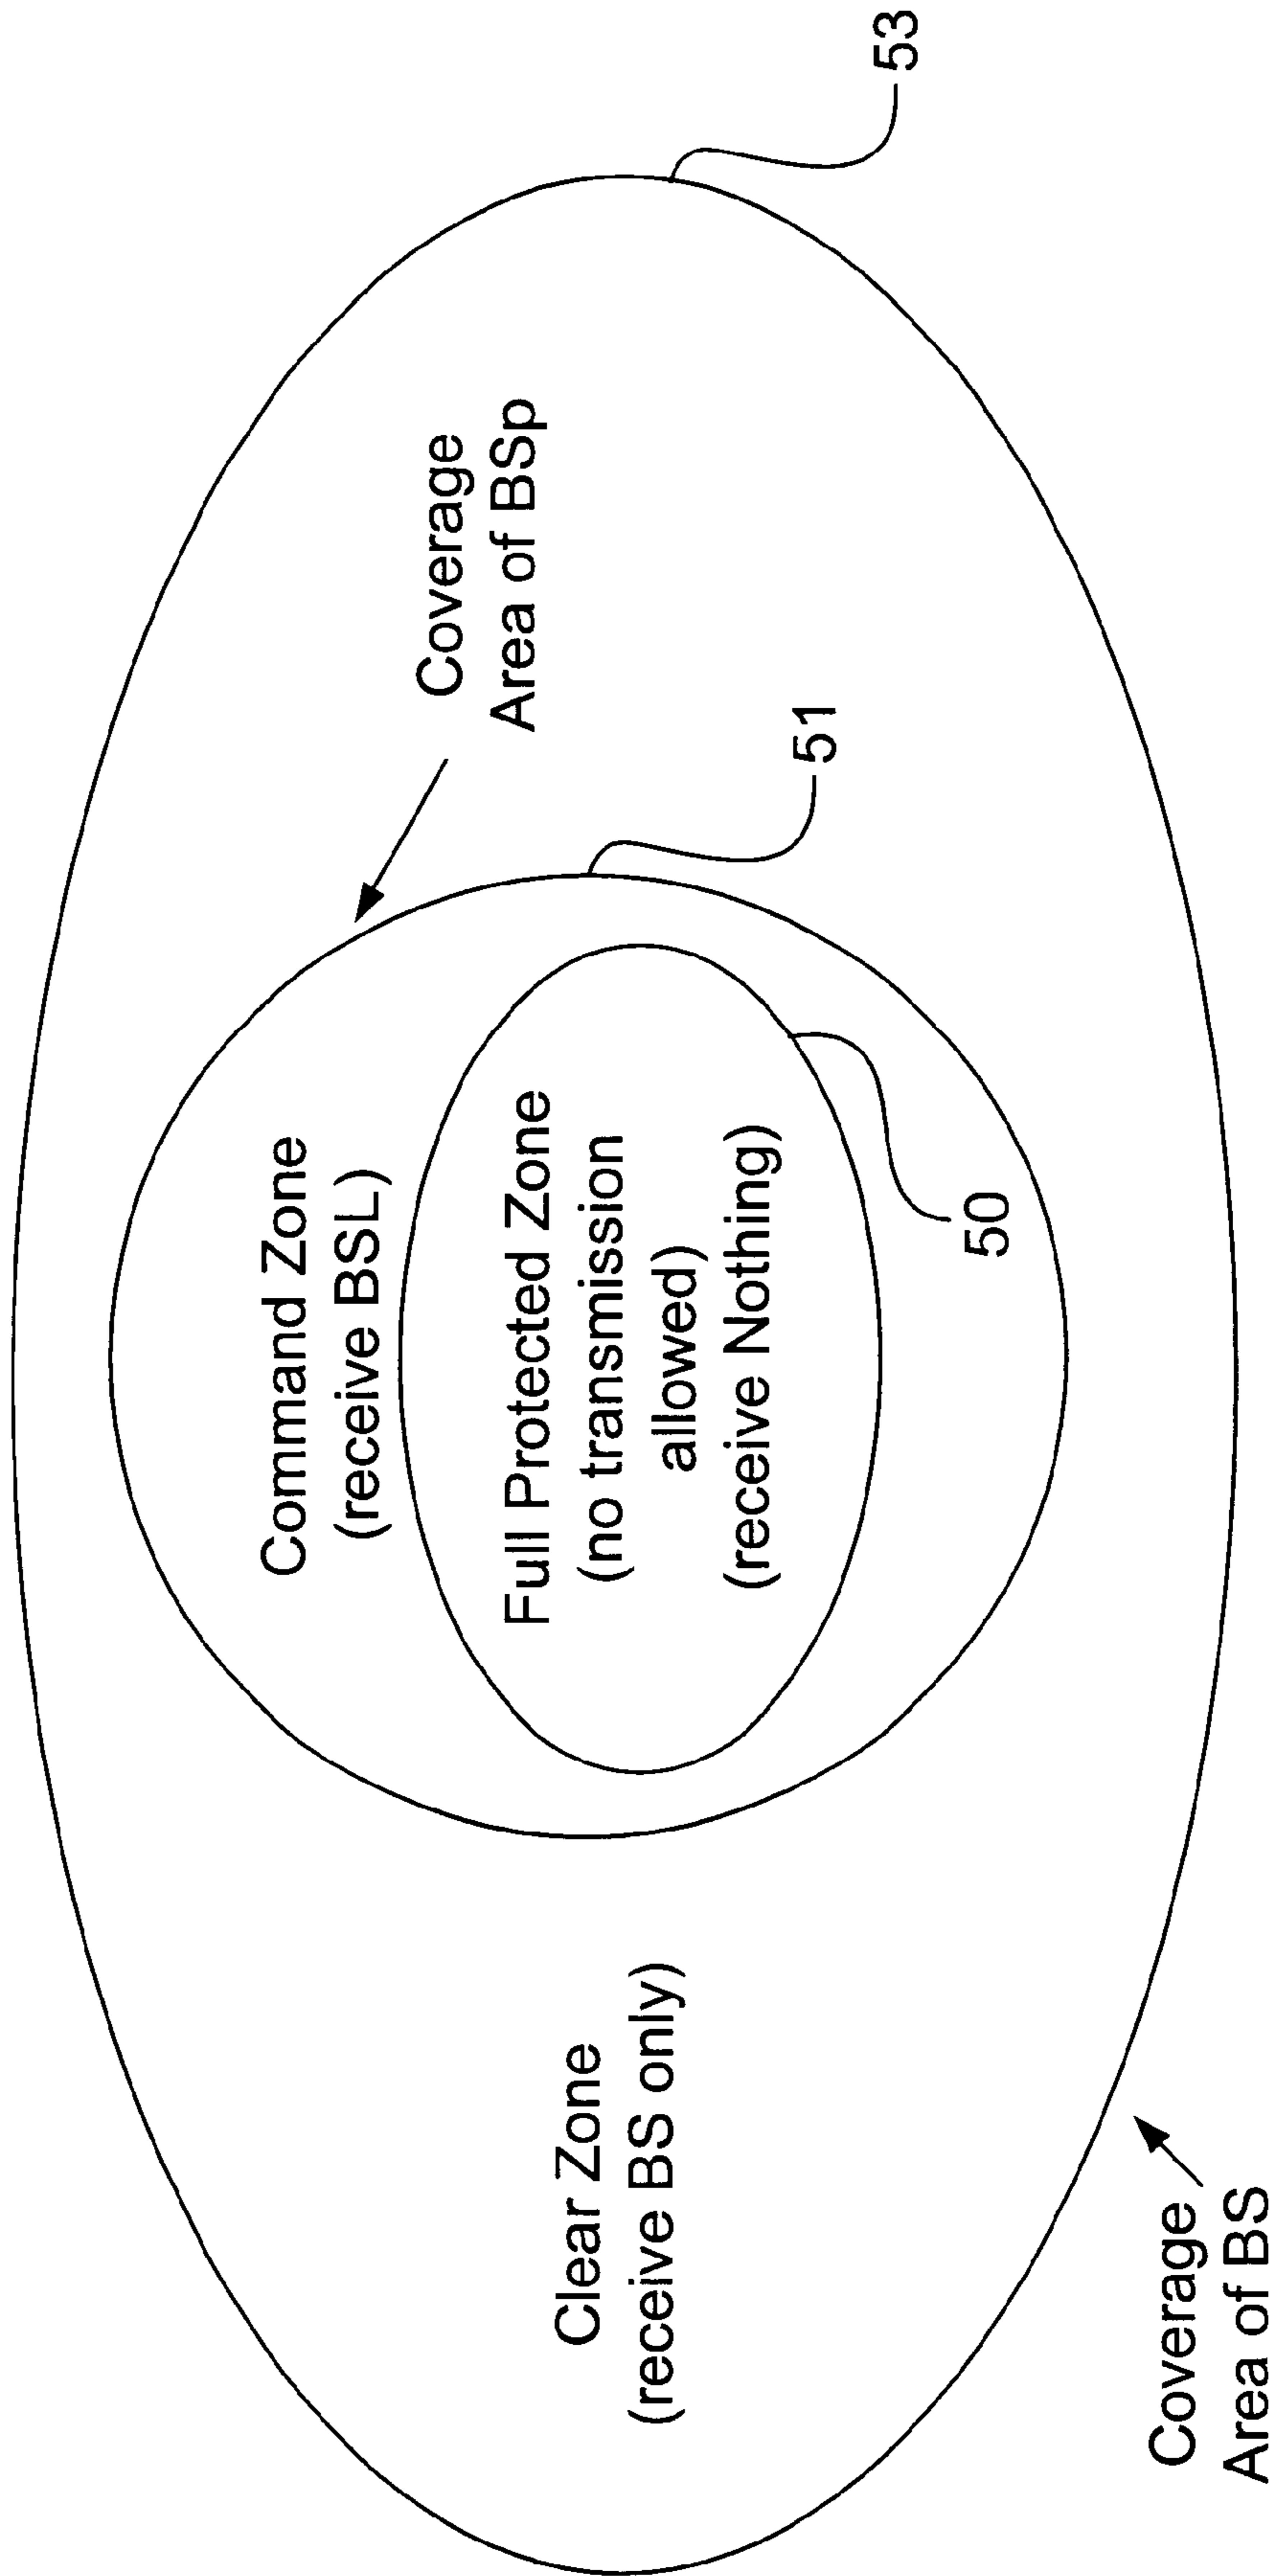 Clear Zone
(receive BS only)
Command Zone
(receive BSL)
Full Protected Zone
(no transmission
allowed)
(receive Nothing)
Coverage
Area of BSp
51
50
53
Coverage
Area of BS